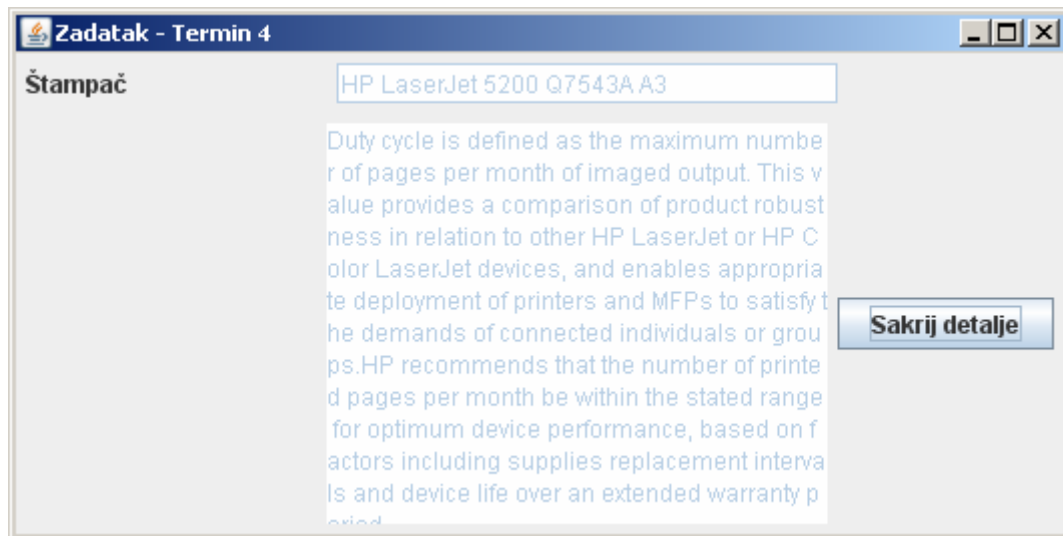 Zadatak - Termin 4
Štampač
HP LaserJet 5200 Q7543A A3
Duty cycle is defined as the maximum numbe
r of pages per month of imaged output. This v
alue provides a comparison of product robust
ness in relation to other HP LaserJet or HP C
olor LaserJet devices, and enables appropria
te deployment of printers and MFPs to satisfy t
he demands of connected individuals or grou
ps.HP recommends that the number of printe
d pages per month be within the stated range
for optimum device performance, based on f
actors including supplies replacement interva
ls and device life over an extended warranty p
eriod
Sakrij detalje